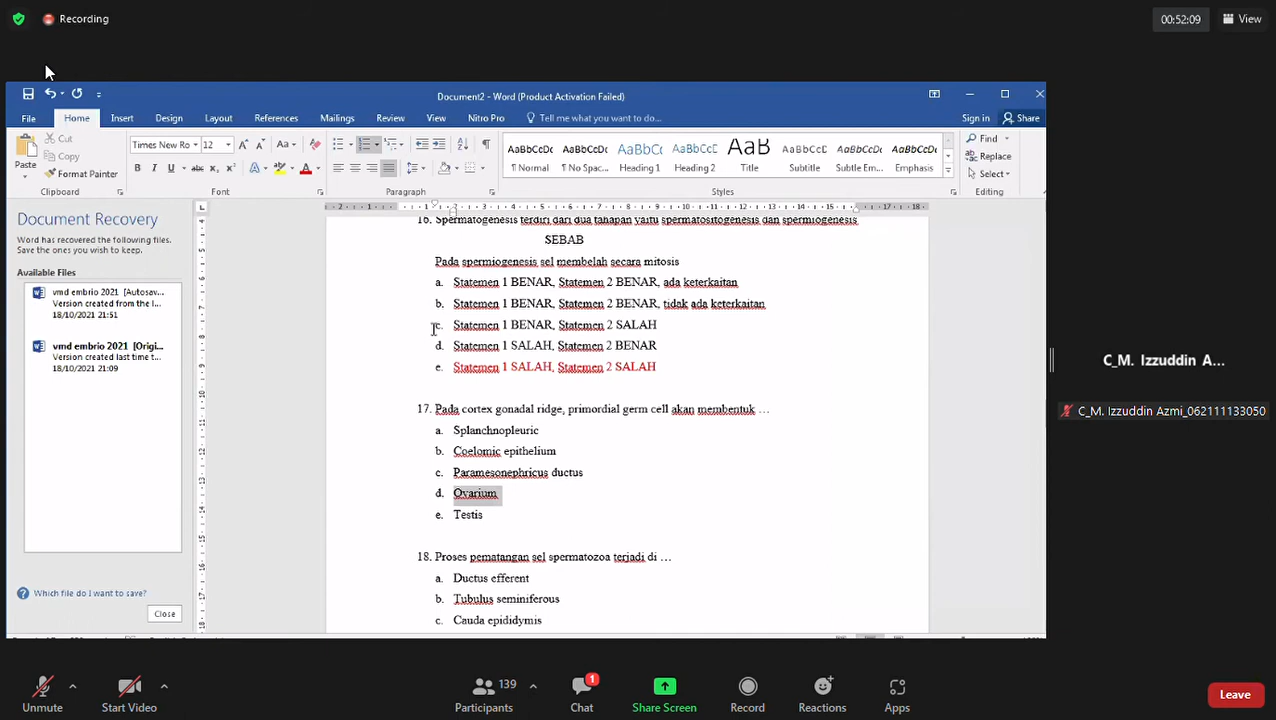 Recording
00:52:09
View
Document2 - Word (Product Activation Failed)
File Home Insert Design Layout References Mailings Review View Nitro Pro Tell me what you want to do... Sign in Share
Paste
Cut
Copy
Format Painter
Clipboard
Times New Ro 12
Font
Paragraph
AaBbCcDc AaBbCcDc AaBbCc AaBbCcC AaB AaBbCcD AaBbCcDc AaBbCcDc
¶ Normal ¶ No Spac... Heading 1 Heading 2 Title Subtitle Subtle Em... Emphasis
Styles
Find
Replace
Select
Editing
Document Recovery
Word has recovered the following files.
Save the ones you wish to keep.
Available Files
vmd embrio 2021 [Autosav...
Version created from the l...
18/10/2021 21:51
vmd embrio 2021 [Origi...
Version created last time t...
18/10/2021 21:09
Which file do I want to save?
Close
16. Spermatogenesis terdiri dari dua tahapan yaitu spermatositogenesis dan spermiogenesis
SEBAB
Pada spermiogenesis sel membelah secara mitosis
a. Statemen 1 BENAR, Statemen 2 BENAR, ada keterkaitan
b. Statemen 1 BENAR, Statemen 2 BENAR, tidak ada keterkaitan
c. Statemen 1 BENAR, Statemen 2 SALAH
d. Statemen 1 SALAH, Statemen 2 BENAR
e. Statemen 1 SALAH, Statemen 2 SALAH
17. Pada cortex gonadal ridge, primordial germ cell akan membentuk …
a. Splanchnopleuric
b. Coelomic epithelium
c. Paramesonephricus ductus
d. Ovarium
e. Testis
18. Proses pematangan sel spermatozoa terjadi di …
a. Ductus efferent
b. Tubulus seminiferous
c. Cauda epididymis
C_M. Izzuddin A...
C_M. Izzuddin Azmi_062111133050
Unmute
Start Video
139
Participants
1
Chat
Share Screen
Record
Reactions
Apps
Leave